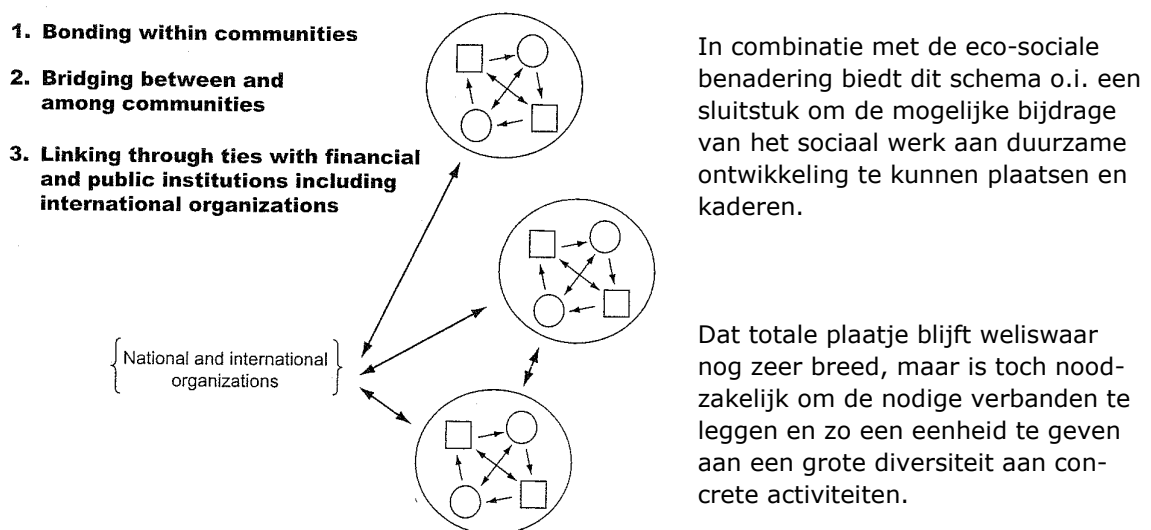 1. Bonding within communities
2. Bridging between and
among communities
3. Linking through ties with financial
and public institutions including
international organizations
National and international
organizations
In combinatie met de eco-sociale
benadering biedt dit schema o.i. een
sluitstuk om de mogelijke bijdrage
van het sociaal werk aan duurzame
ontwikkeling te kunnen plaatsen en
kaderen.
Dat totale plaatje blijft weliswaar
nog zeer breed, maar is toch nood-
zakelijk om de nodige verbanden te
leggen en zo een eenheid te geven
aan een grote diversiteit aan con-
crete activiteiten.